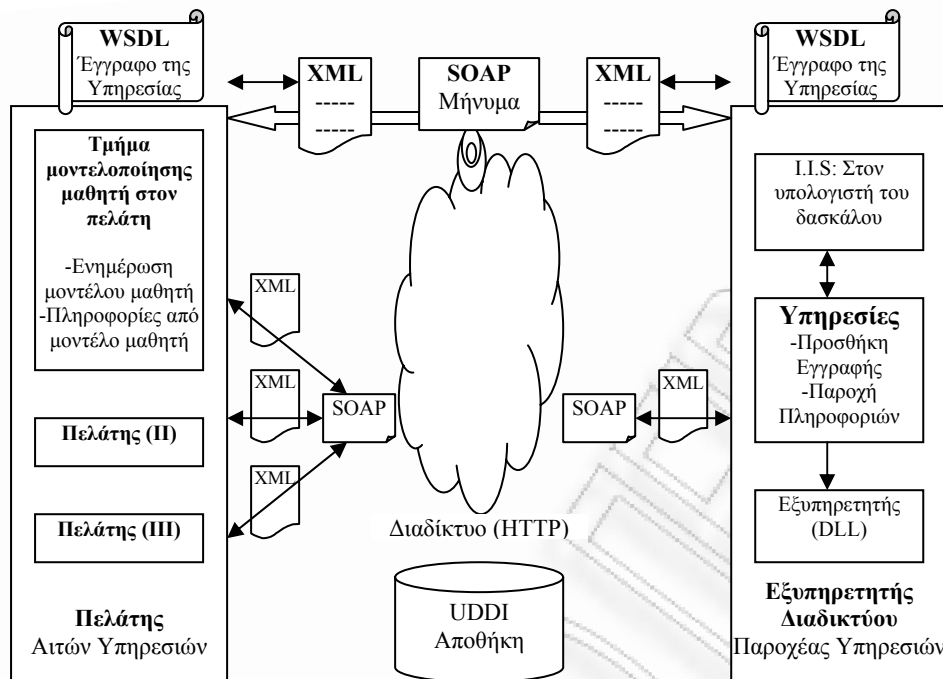 WSDL
Έγγραφο της
Υπηρεσίας
XML
-----
-----
SOAP
Μήνυμα
XML
-----
-----
WSDL
Έγγραφο της
Υπηρεσίας
Τμήμα
μοντελοποίησης
μαθητή στον
πελάτη
-Ενημέρωση
μοντέλου μαθητή
-Πληροφορίες από
μοντέλο μαθητή
Πελάτης (II)
Πελάτης (III)
Πελάτης
Αιτών Υπηρεσιών
XML
XML
XML
SOAP
Διαδίκτυο (HTTP)
UDDI
Αποθήκη
SOAP
XML
I.I.S: Στον
υπολογιστή του
δασκάλου
Υπηρεσίες
-Προσθήκη
Εγγραφής
-Παροχή
Πληροφοριών
Εξυπηρετητής
(DLL)
Εξυπηρετητής
Διαδικτύου
Παροχέας Υπηρεσιών